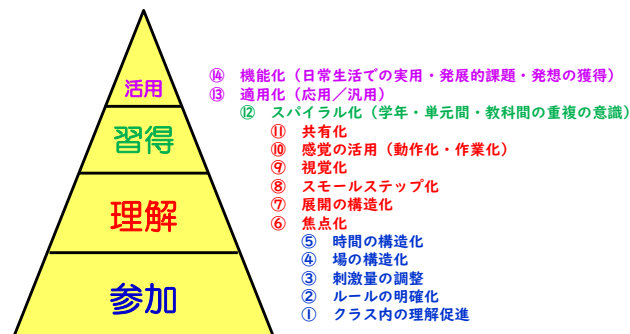 活用
習得
理解
参加
⑭ 機能化（日常生活での実用・発展的課題・発想の獲得）
⑬ 適用化（応用／汎用）
⑫ スパイラル化（学年・単元間・教科間の重複の意識）
⑪ 共有化
⑩ 感覚の活用（動作化・作業化）
⑨ 視覚化
⑧ スモールステップ化
⑦ 展開の構造化
⑥ 焦点化
⑤ 時間の構造化
④ 場の構造化
③ 刺激量の調整
② ルールの明確化
① クラス内の理解促進